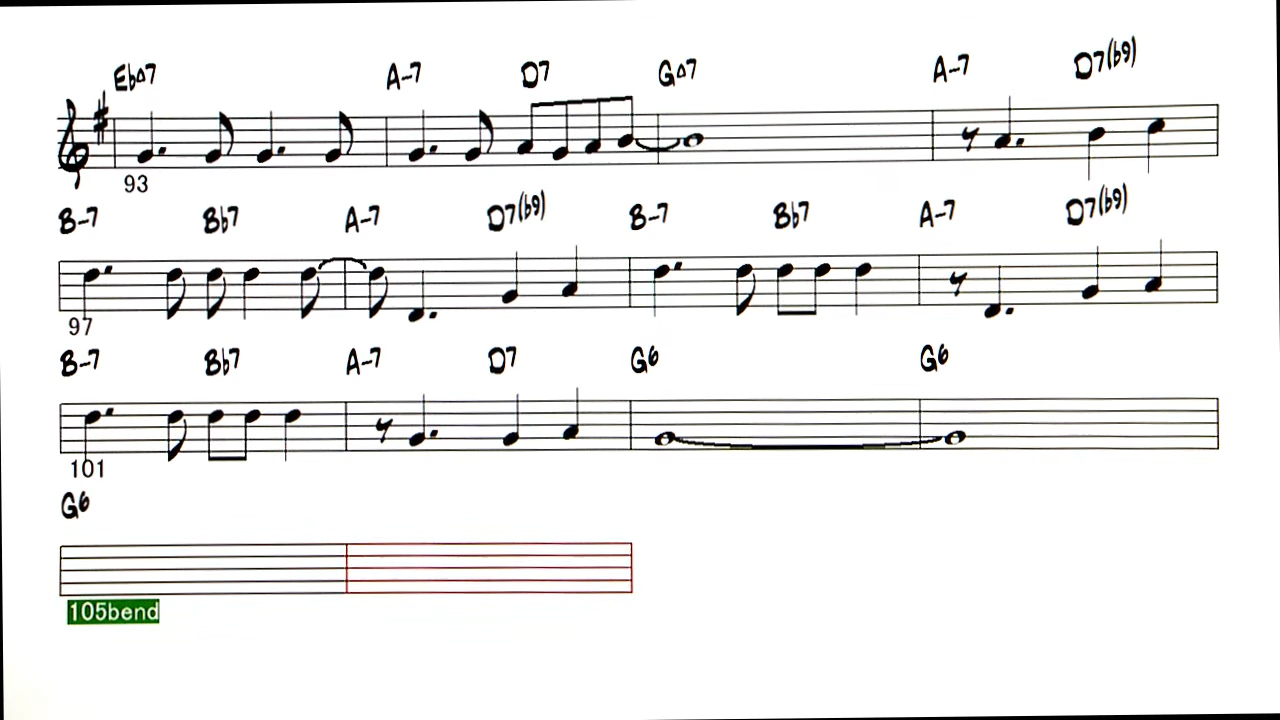 Eb△7 A-7 D7 G△7 A-7 D7(b9)
93
B-7 Bb7 A-7 D7(b9) B-7 Bb7 A-7 D7(b9)
97
B-7 Bb7 A-7 D7 G6 G6
101
G6
105bend